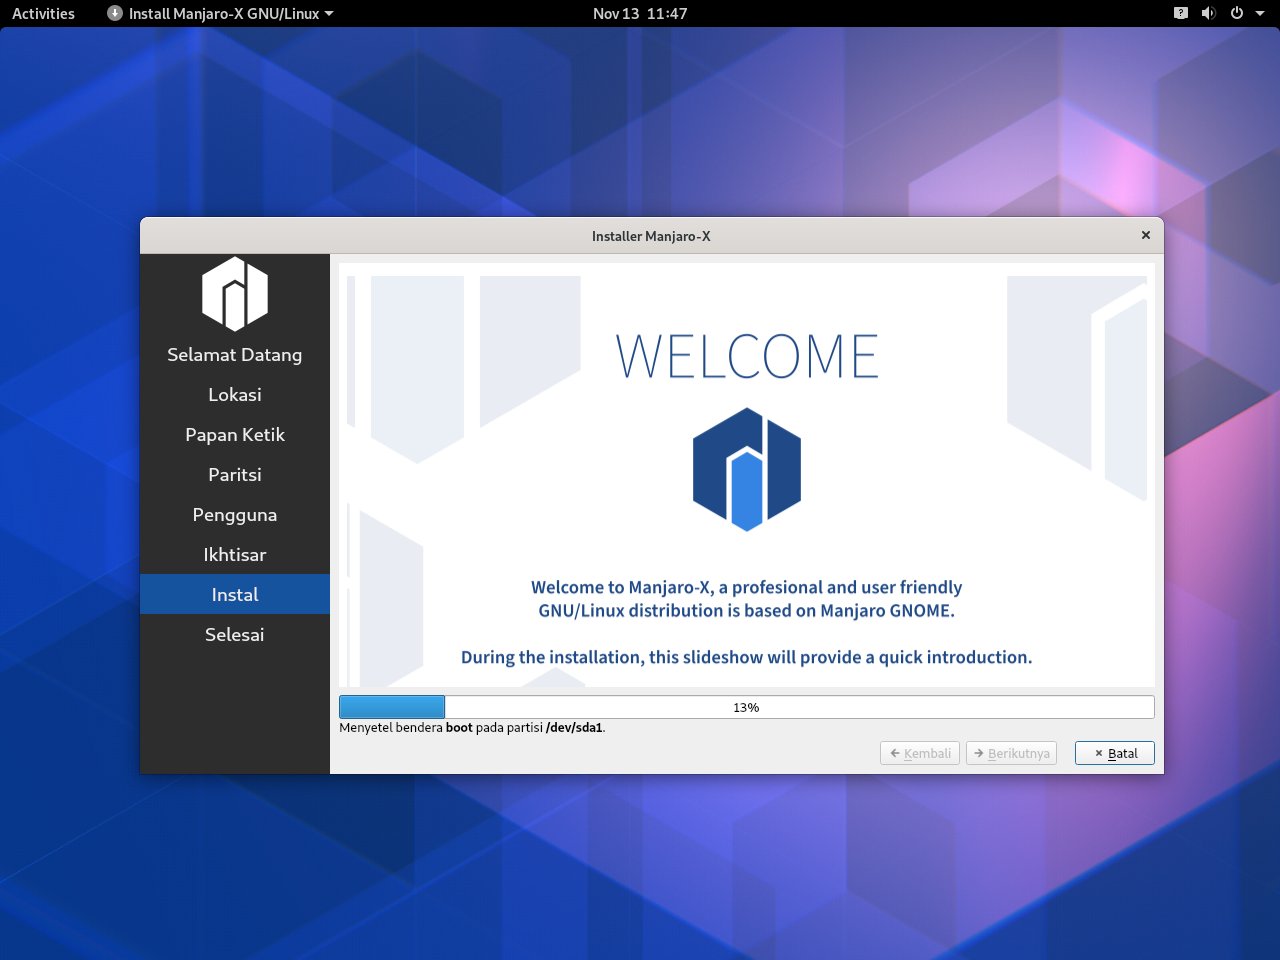 Activities
Install Manjaro-X GNU/Linux
Nov 13 11:47
Installer Manjaro-X
Selamat Datang
Lokasi
Papan Ketik
Paritsi
Pengguna
Ikhtisar
Instal
Selesai
WELCOME
Welcome to Manjaro-X, a profesional and user friendly
GNU/Linux distribution is based on Manjaro GNOME.
During the installation, this slideshow will provide a quick introduction.
13%
Menyetel bendera boot pada partisi /dev/sda1.
Kembali
Berikutnya
Batal